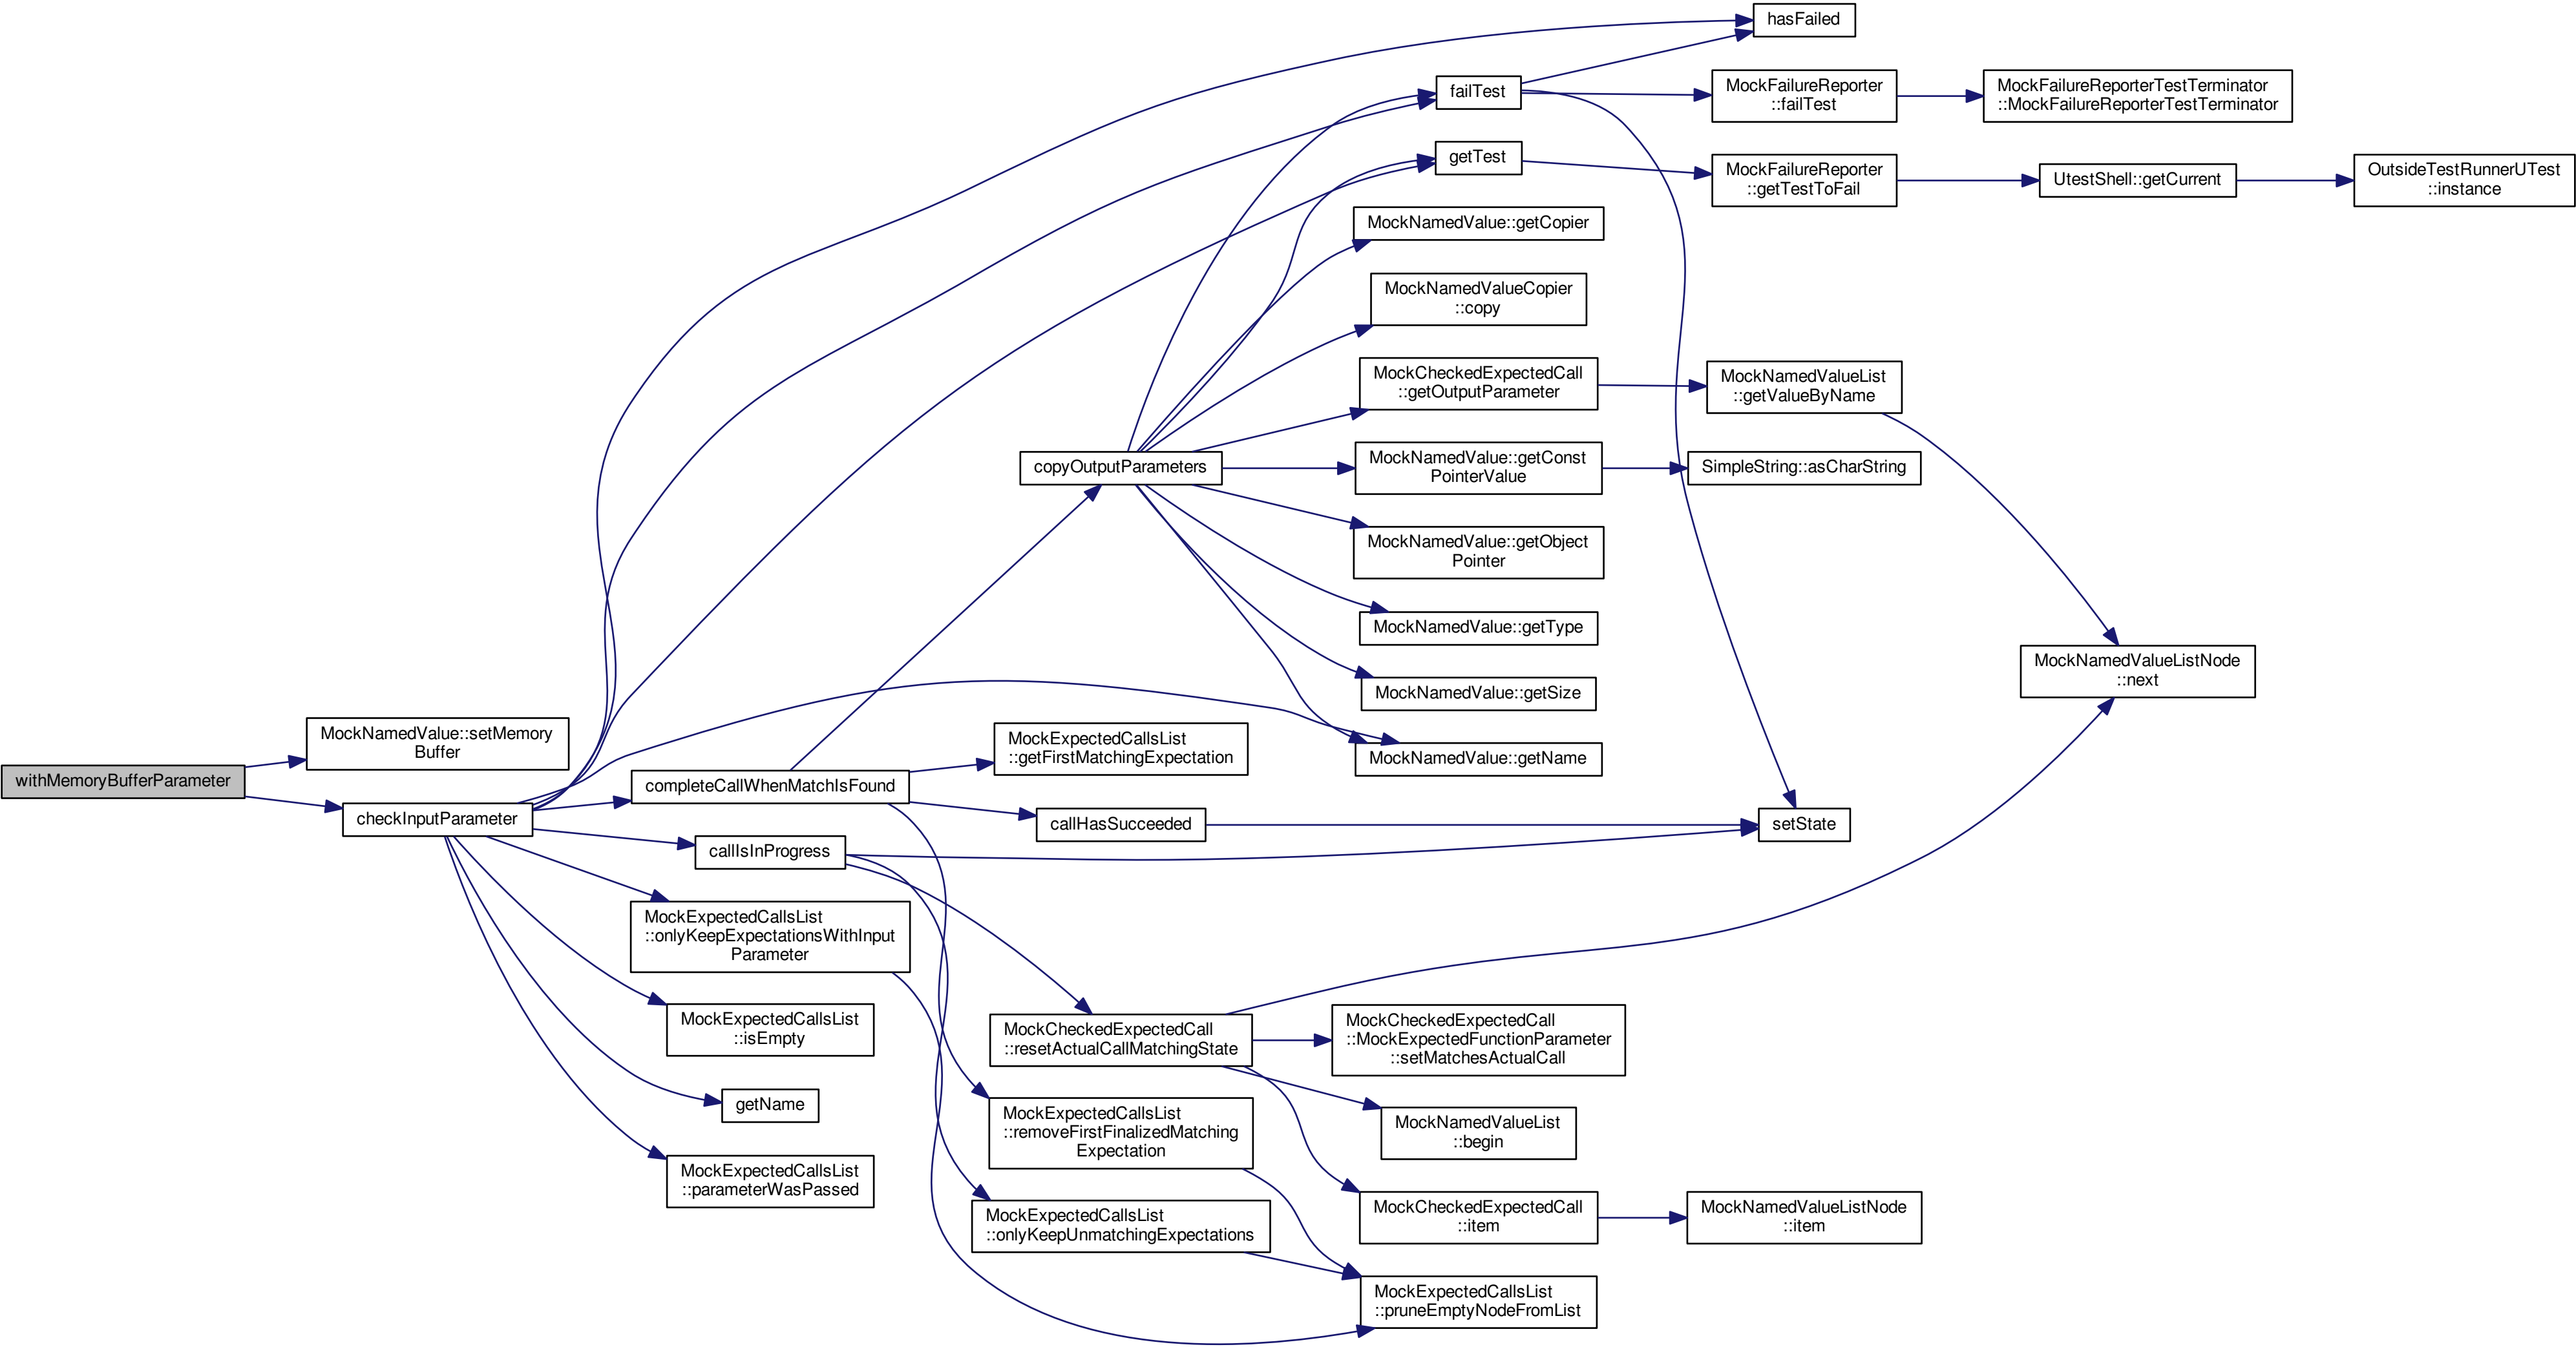 hasFailed
failTest
MockFailureReporter
::failTest
MockFailureReporterTestTerminator
::MockFailureReporterTestTerminator
getTest
MockFailureReporter
::getTestToFail
UtestShell::getCurrent
OutsideTestRunnerUTest
::instance
MockNamedValue::getCopier
MockNamedValueCopier
::copy
MockCheckedExpectedCall
::getOutputParameter
MockNamedValueList
::getValueByName
copyOutputParameters
MockNamedValue::getConst
PointerValue
SimpleString::asCharString
MockNamedValue::getObject
Pointer
MockNamedValue::getType
MockNamedValueListNode
::next
MockNamedValue::getSize
MockNamedValue::setMemory
Buffer
MockExpectedCallsList
::getFirstMatchingExpectation
MockNamedValue::getName
withMemoryBufferParameter
completeCallWhenMatchIsFound
checkInputParameter
callHasSucceeded
setState
callIsInProgress
MockExpectedCallsList
::onlyKeepExpectationsWithInput
Parameter
MockExpectedCallsList
::isEmpty
MockCheckedExpectedCall
::resetActualCallMatchingState
MockCheckedExpectedCall
::MockExpectedFunctionParameter
::setMatchesActualCall
getName
MockExpectedCallsList
::removeFirstFinalizedMatching
Expectation
MockNamedValueList
::begin
MockExpectedCallsList
::parameterWasPassed
MockExpectedCallsList
::onlyKeepUnmatchingExpectations
MockCheckedExpectedCall
::item
MockNamedValueListNode
::item
MockExpectedCallsList
::pruneEmptyNodeFromList